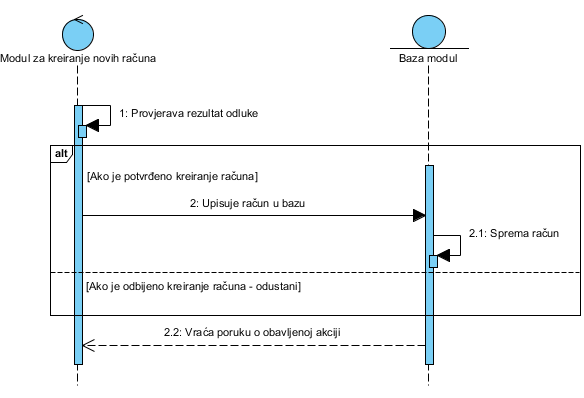 Modul za kreiranje novih računa
Baza modul
1: Provjerava rezultat odluke
alt
[Ako je potvrđeno kreiranje računa]
2: Upisuje račun u bazu
2.1: Sprema račun
[Ako je odbijeno kreiranje računa - odustani]
2.2: Vraća poruku o obavljenoj akciji